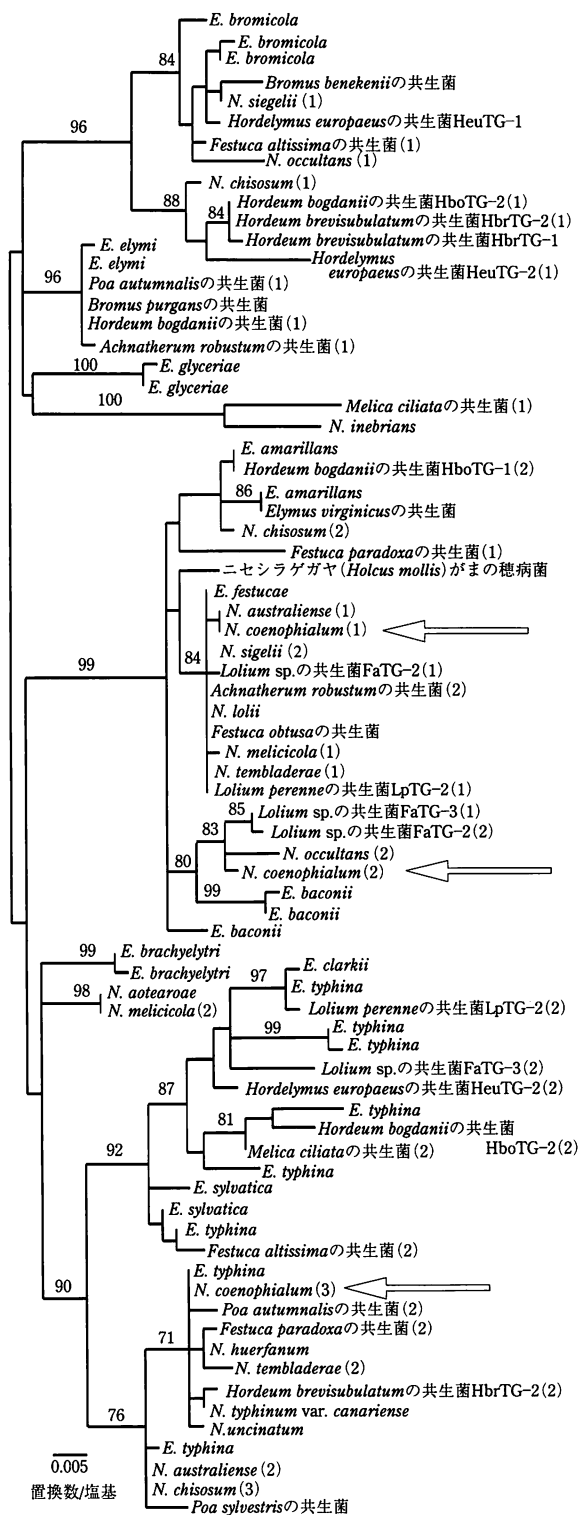 E. bromicola
E. bromicola
84
E. bromicola
Bromus benekeniiの共生菌
N. siegelii (1)
Hordelymus europaeusの共生菌HeuTG-1
96
Festuca altissimaの共生菌(1)
N. occultans (1)
N. chisosum (1)
88
Hordeum bogdaniiの共生菌HboTG-2(1)
84
Hordeum brevisubulatumの共生菌HbrTG-2(1)
Hordeum brevisubulatumの共生菌HbrTG-1
E. elymi
Hordelymus
E. elymi
europaeusの共生菌HeuTG-2(1)
96
Poa autumnalisの共生菌(1)
Bromus purgansの共生菌
Hordeum bogdaniiの共生菌(1)
Achnatherum robustumの共生菌(1)
100
E. glyceriae
E. glyceriae
100
Melica ciliataの共生菌(1)
N. inebrians
E. amarillans
Hordeum bogdaniiの共生菌HboTG-1(2)
86
E. amarillans
Elymus virginicusの共生菌
N. chisosum (2)
Festuca paradoxaの共生菌(1)
ニセシラゲガヤ(Holcus mollis)がまの穂病菌
E. festucae
N. australiense (1)
N. coenophialum (1)
N. sigelii (2)
99
84
Lolium sp.の共生菌FaTG-2(1)
Achnatherum robustumの共生菌(2)
N. lolii
Festuca obtusaの共生菌
N. melicicola (1)
N. tembladerae (1)
Lolium perenneの共生菌LpTG-2(1)
85
Lolium sp.の共生菌FaTG-3(1)
83
Lolium sp.の共生菌FaTG-2(2)
N. occultans (2)
80
N. coenophialum (2)
99
E. baconii
E. baconii
E. baconii
99
E. brachyelytri
E. brachyelytri
97
E. clarkii
98
N. aotearoae
E. typhina
N. melicicola (2)
Lolium perenneの共生菌LpTG-2(2)
99
E. typhina
E. typhina
Lolium sp.の共生菌FaTG-3(2)
87
Hordelymus europaeusの共生菌HeuTG-2(2)
E. typhina
81
Hordeum bogdaniiの共生菌
HboTG-2(2)
92
Melica ciliataの共生菌(2)
E. typhina
E. sylvatica
E. sylvatica
E. typhina
Festuca altissimaの共生菌(2)
90
E. typhina
N. coenophialum (3)
Poa autumnalisの共生菌(2)
71
Festuca paradoxaの共生菌(2)
N. huerfanum
N. tembladerae (2)
Hordeum brevisubulatumの共生菌HbrTG-2(2)
N. typhinum var. canariense
76
N.uncinatum
E. typhina
N. australiense (2)
N. chisosum (3)
Poa sylvestrisの共生菌
0.005
置換数/塩基